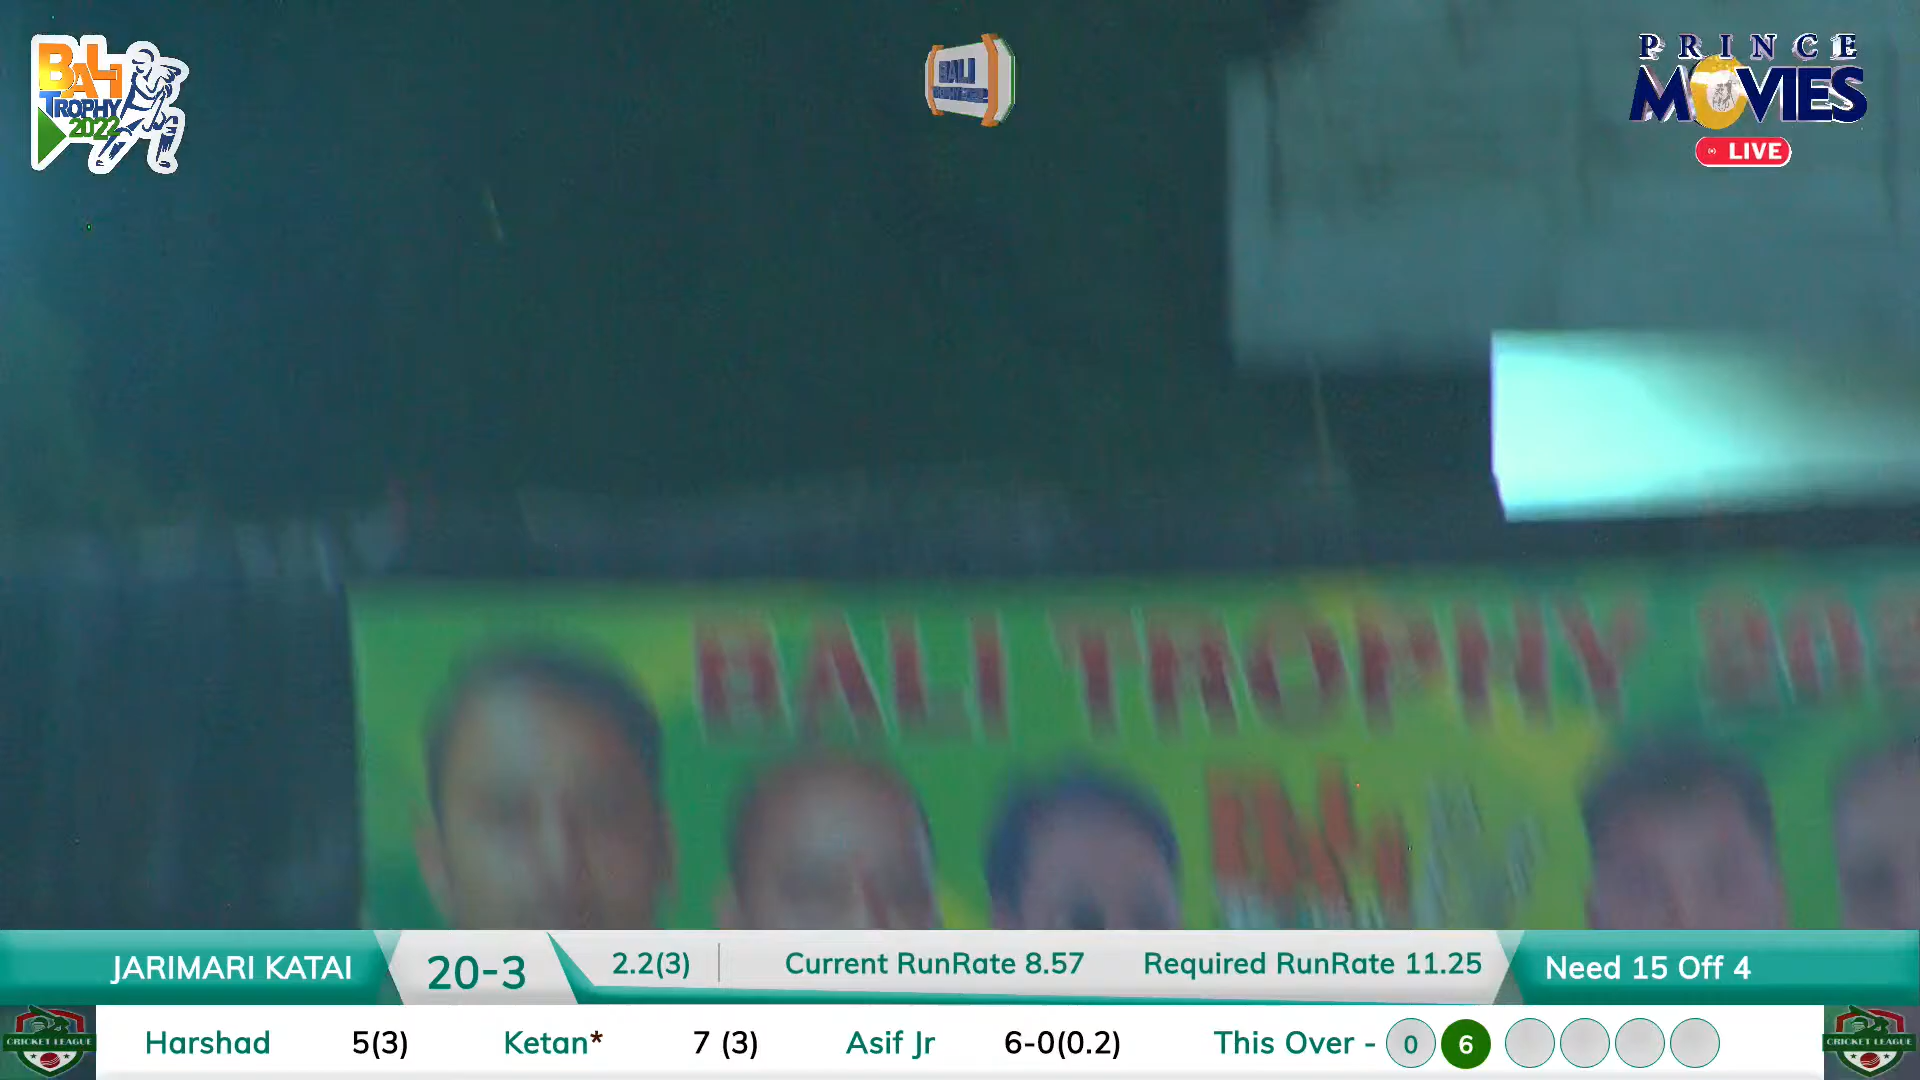 BALI
TROPHY
2022
BALI
PRINCE
MOVIES
LIVE
BALI TROPHY
JARIMARI KATAI
20-3
2.2(3)
Current RunRate 8.57
Required RunRate 11.25
Need 15 Off 4
CRICKET LEAGUE
Harshad 5(3)
Ketan* 7 (3)
Asif Jr 6-0(0.2)
This Over - 0 6
CRICKET LEAGUE